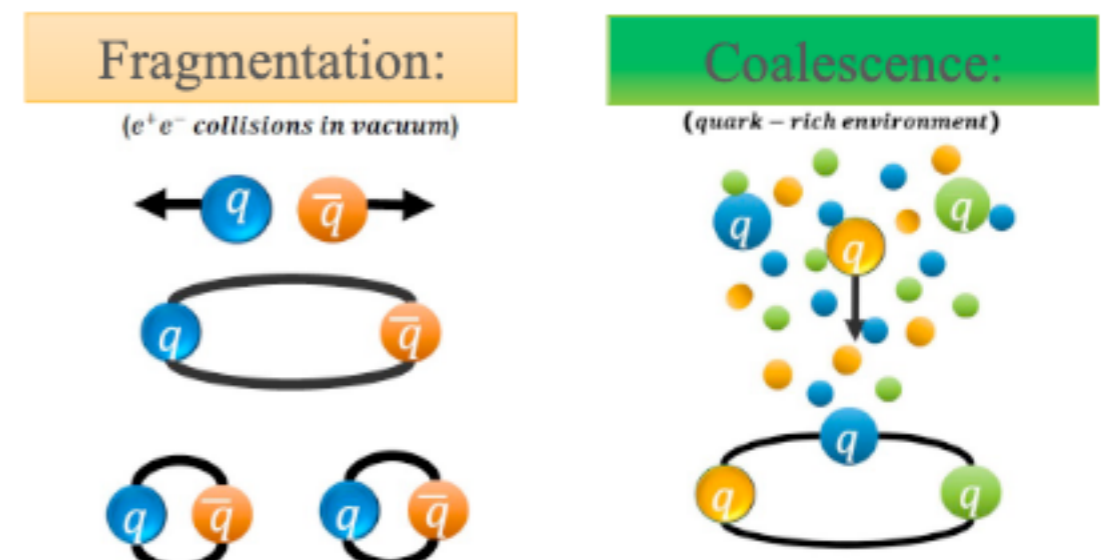 Fragmentation:
(e⁺e⁻ collisions in vacuum)
q q̅
q q̅
q q̅ q q̅
Coalescence:
(quark – rich environment)
q q q
q
q q